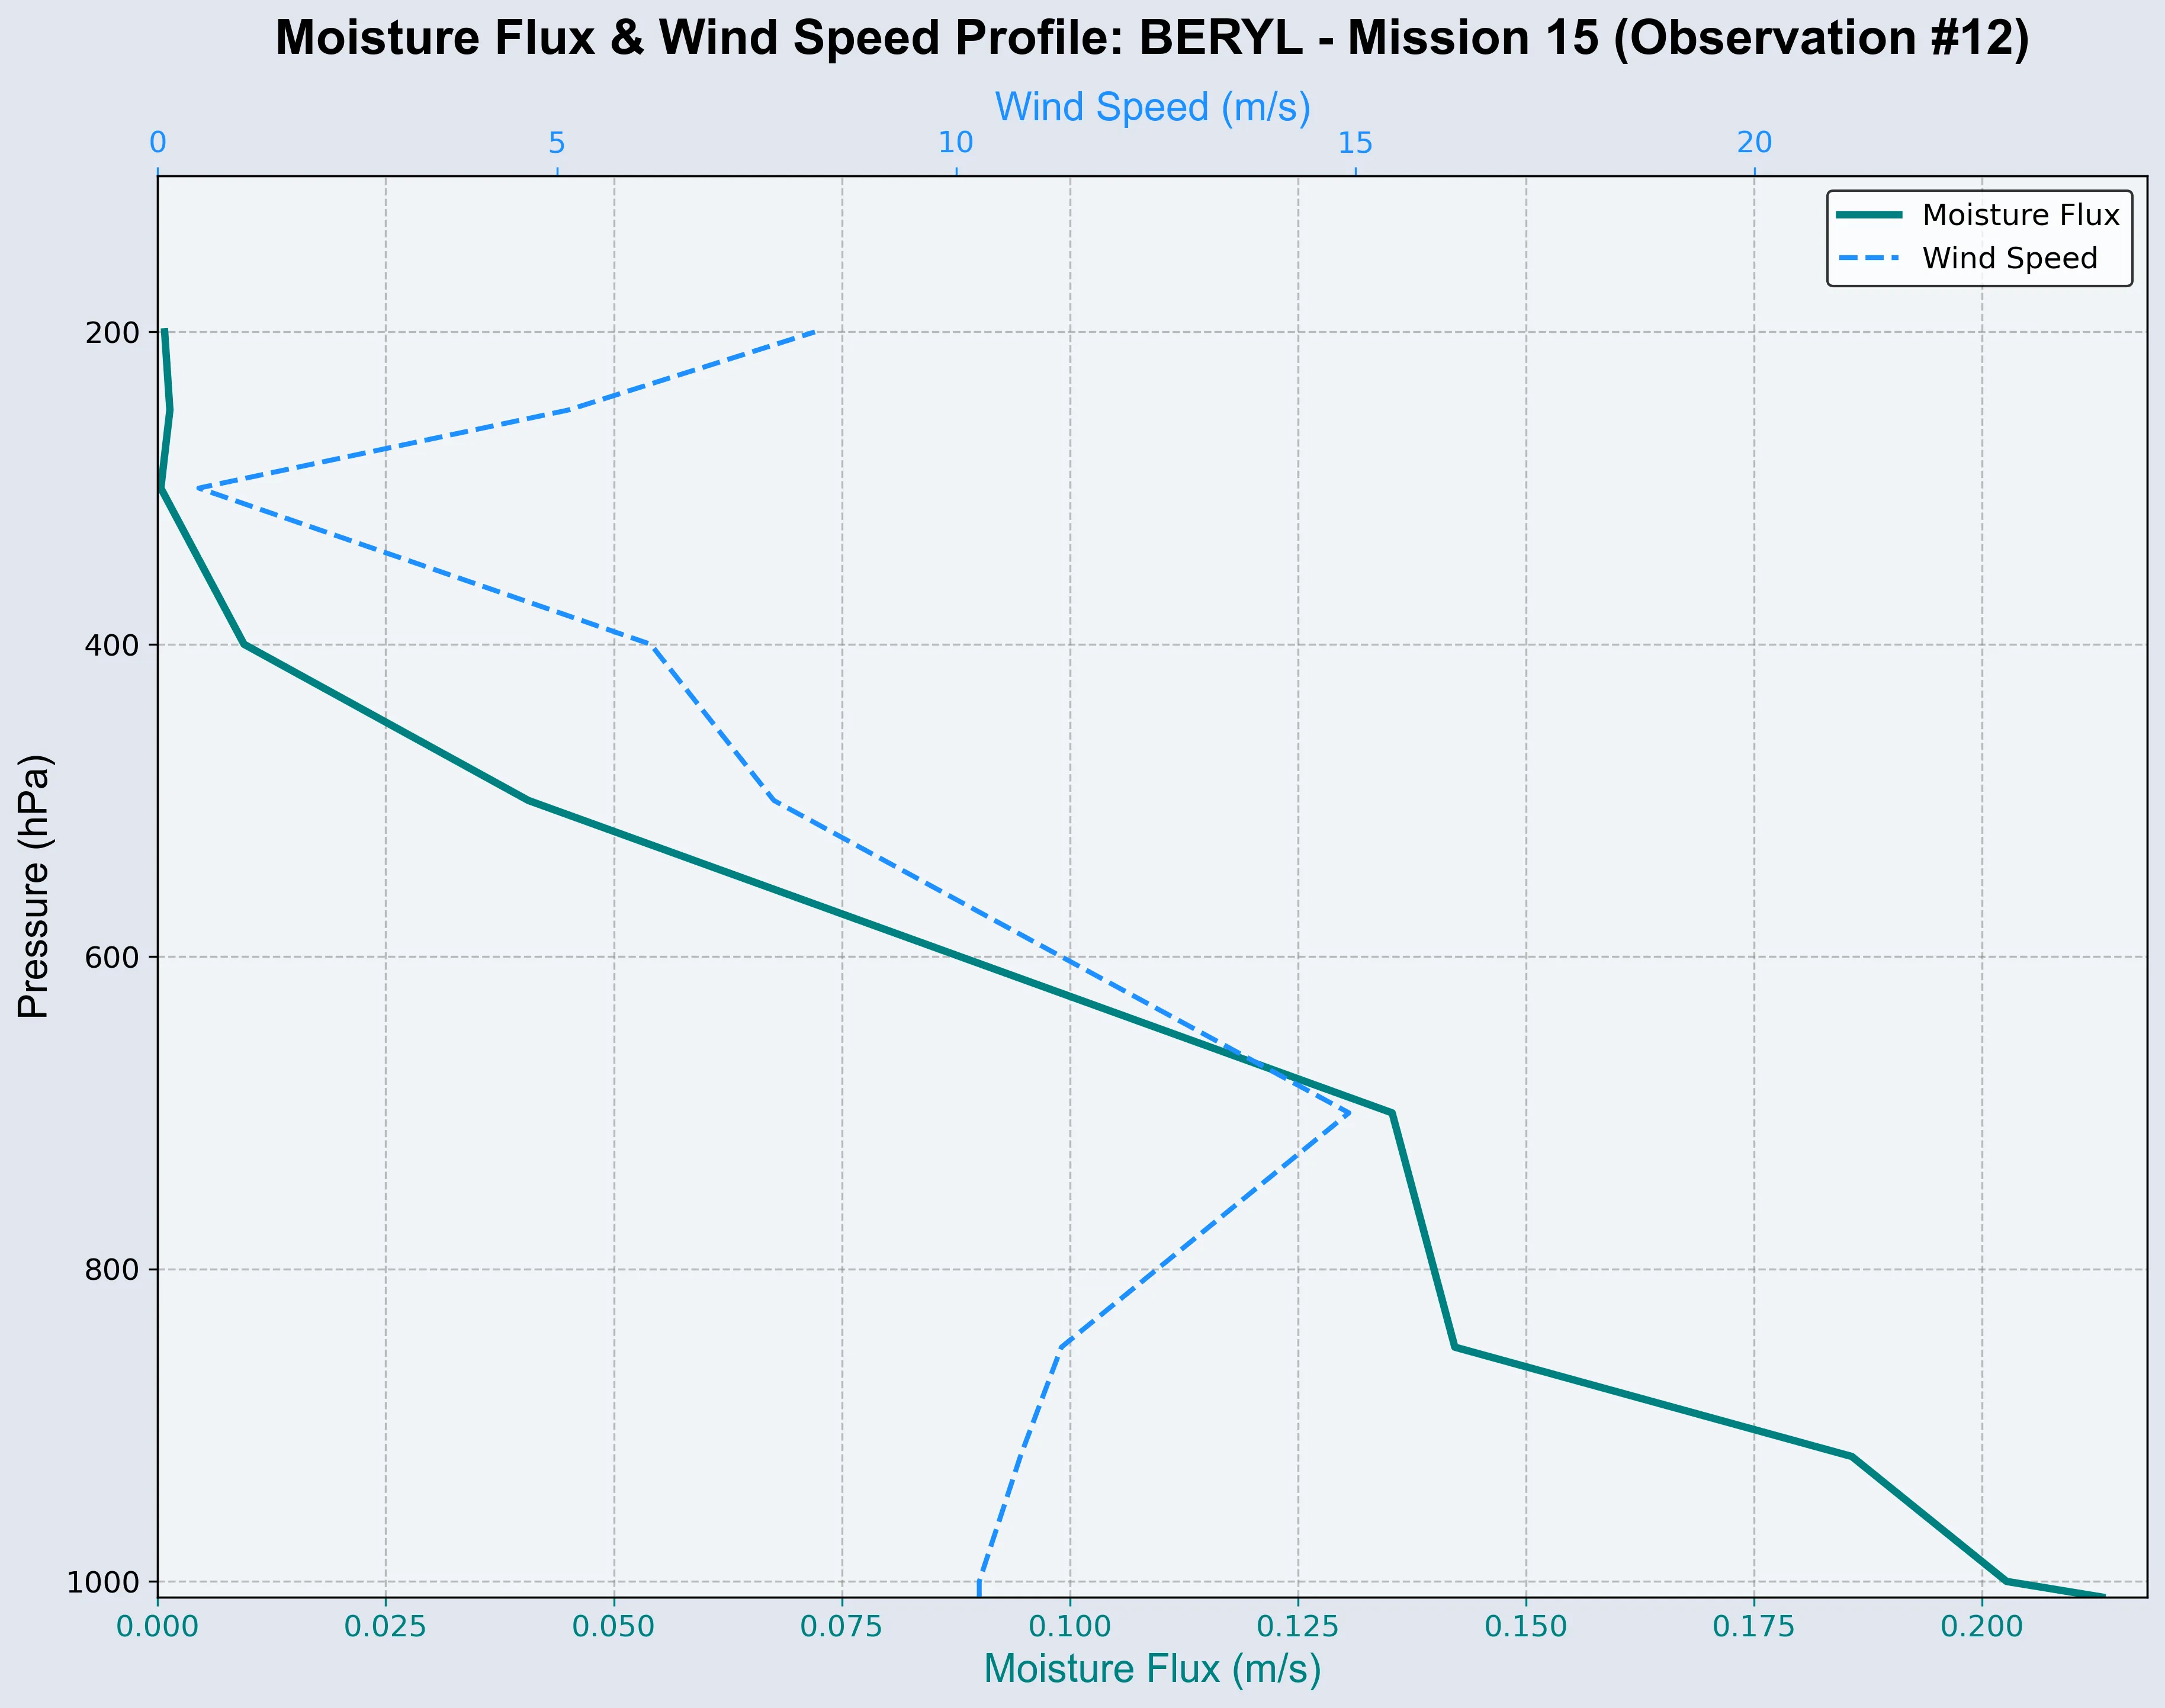 Moisture Flux & Wind Speed Profile: BERYL - Mission 15 (Observation #12)
Wind Speed (m/s)
0 5 10 15 20
Moisture Flux
Wind Speed
200
400
600
800
1000
Pressure (hPa)
0.000 0.025 0.050 0.075 0.100 0.125 0.150 0.175 0.200
Moisture Flux (m/s)